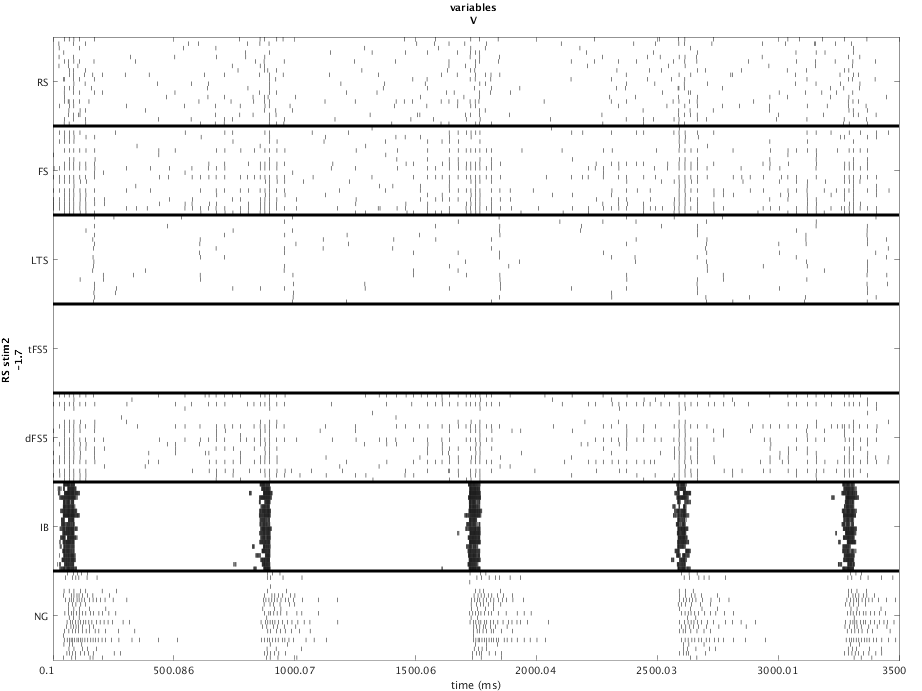 variables
V
RS
FS
LTS
tFS5
dFS5
IB
NG
RS stim2
-1.7
0.1 500.086 1000.07 1500.06 2000.04 2500.03 3000.01 3500
time (ms)